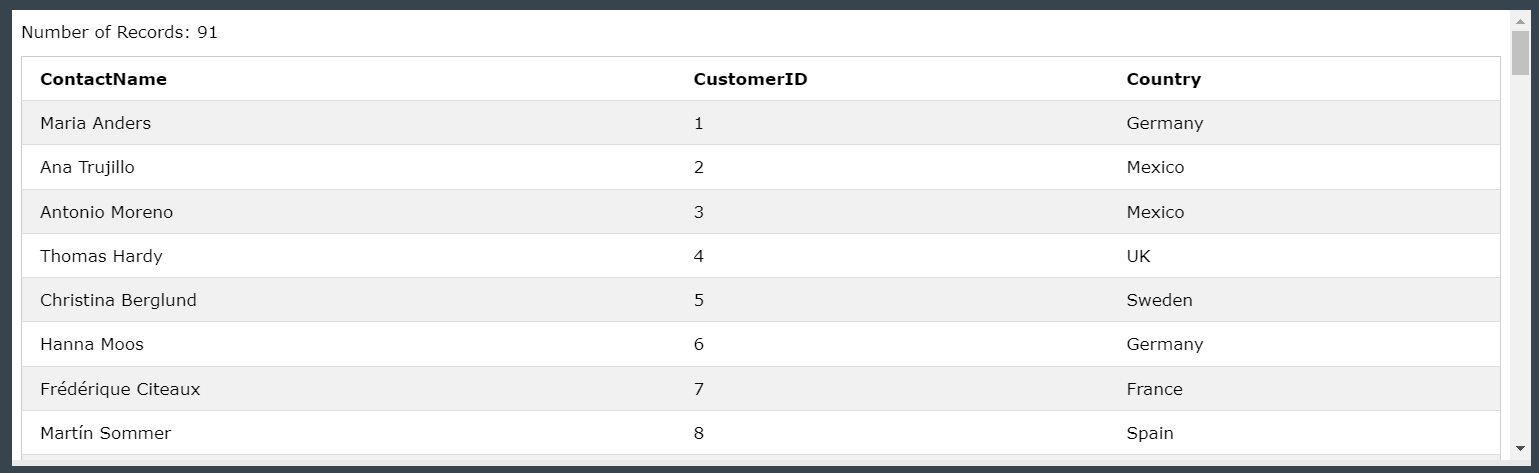 Number of Records: 91
ContactName CustomerID Country
Maria Anders 1 Germany
Ana Trujillo 2 Mexico
Antonio Moreno 3 Mexico
Thomas Hardy 4 UK
Christina Berglund 5 Sweden
Hanna Moos 6 Germany
Frédérique Citeaux 7 France
Martín Sommer 8 Spain